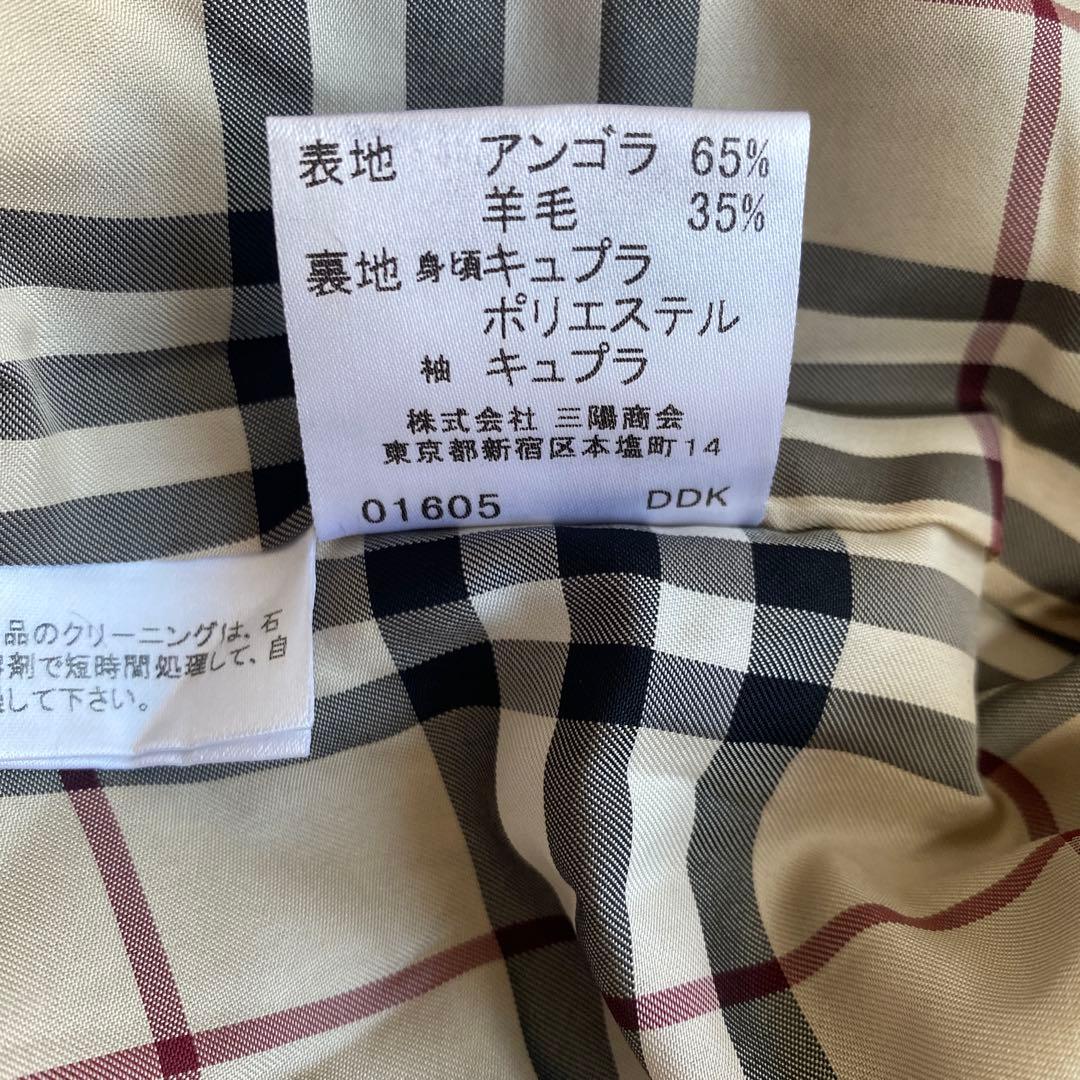 表地 アンゴラ 65%
羊毛 35%
裏地 身頃キュプラ
ポリエステル
袖 キュプラ
株式会社 三陽商会
東京都新宿区本塩町14
01605 DDK
品のクリーニングは、石
剤で短時間処理して、自
して下さい。